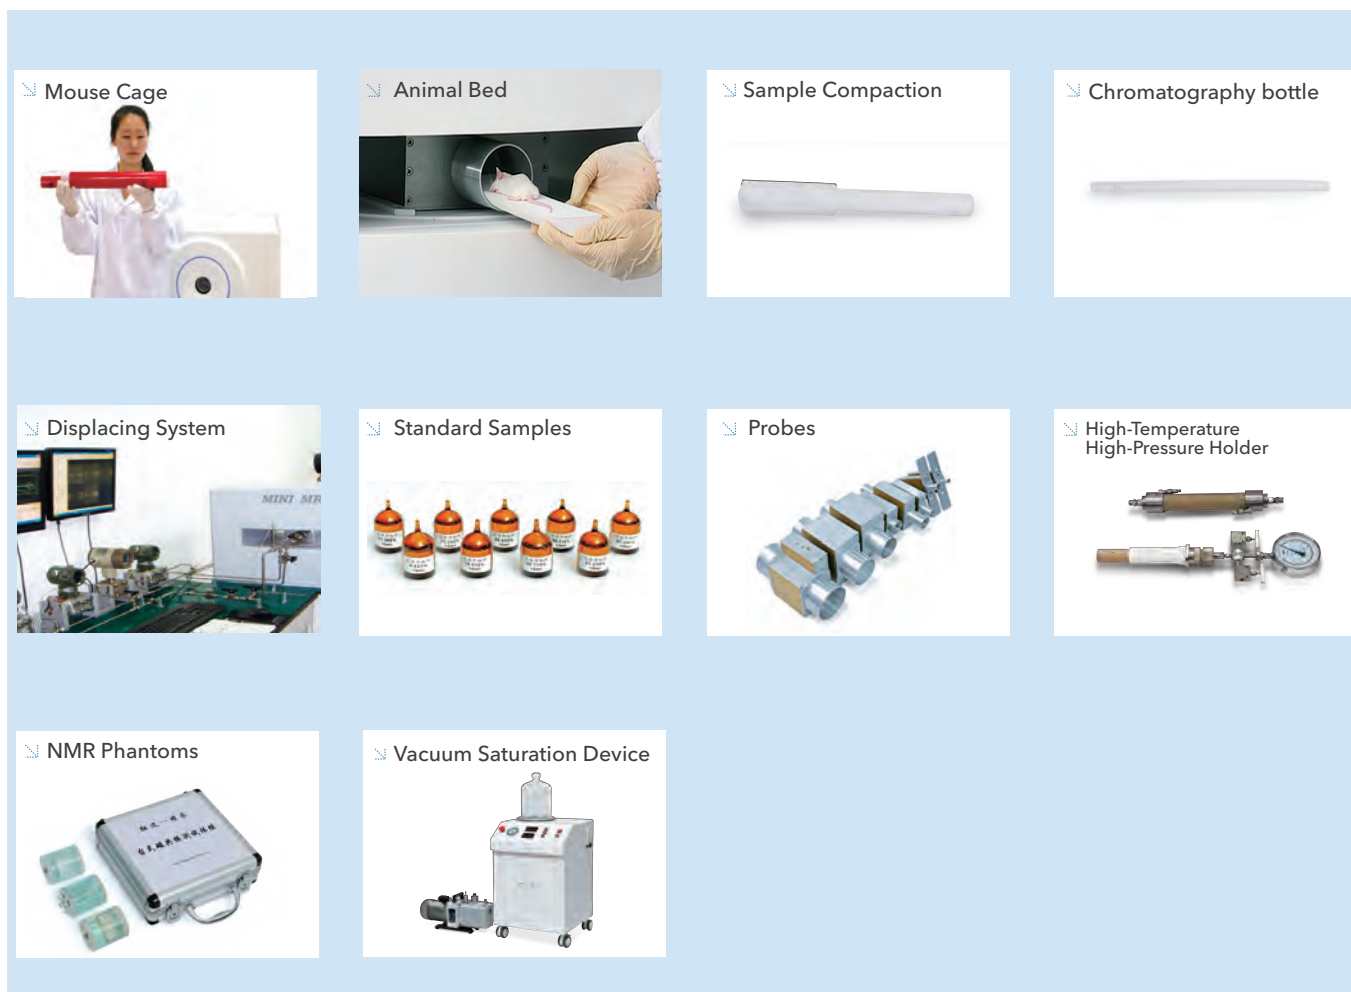 Mouse Cage
Animal Bed
Sample Compaction
Chromatography bottle
Displacing System
MINI MR
Standard Samples
Probes
High-Temperature
High-Pressure Holder
NMR Phantoms
Vacuum Saturation Device